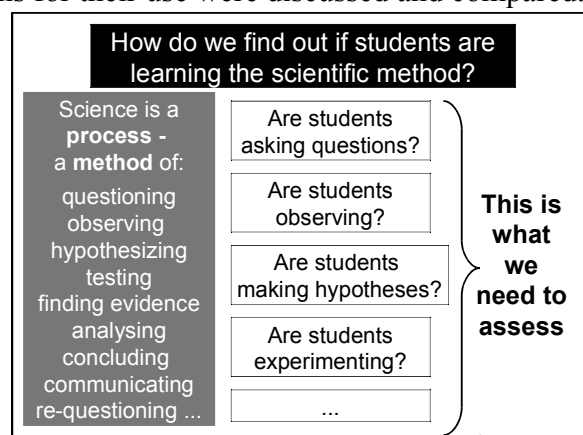 ns for their use were discussed and compared.
How do we find out if students are
learning the scientific method?
Science is a
process -
a method of:
questioning
observing
hypothesizing
testing
finding evidence
analysing
concluding
communicating
re-questioning ...
Are students
asking questions?
Are students
observing?
Are students
making hypotheses?
Are students
experimenting?
...
This is
what
we
need to
assess